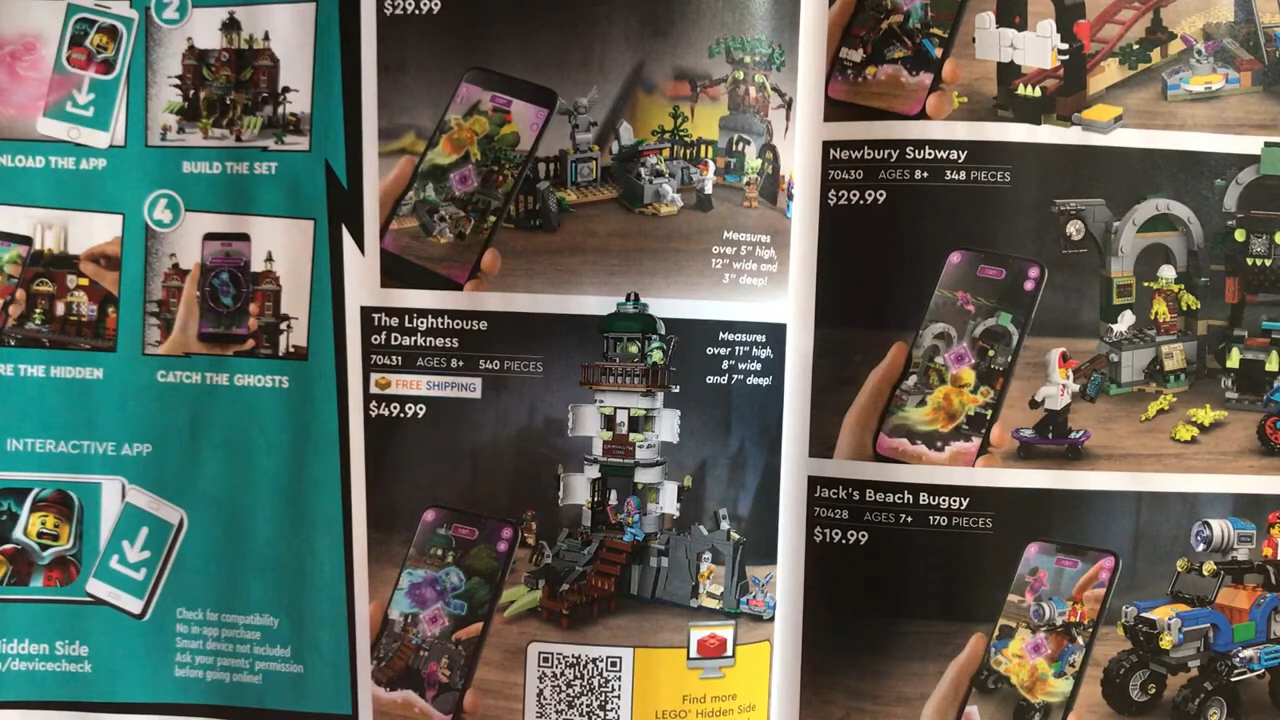 2
NLOAD THE APP
BUILD THE SET
4
RE THE HIDDEN
CATCH THE GHOSTS
INTERACTIVE APP
idden Side
/devicecheck
Check for compatibility
No in-app purchase
Smart device not included
Ask your parents' permission
before going online!
$29.99
Measures
over 5" high,
12" wide and
3" deep!
The Lighthouse
of Darkness
70431 AGES 8+ 540 PIECES
FREE SHIPPING
$49.99
Measures
over 11" high,
8" wide
and 7" deep!
Find more
LEGO® Hidden Side
Newbury Subway
70430 AGES 8+ 348 PIECES
$29.99
Jack's Beach Buggy
70428 AGES 7+ 170 PIECES
$19.99